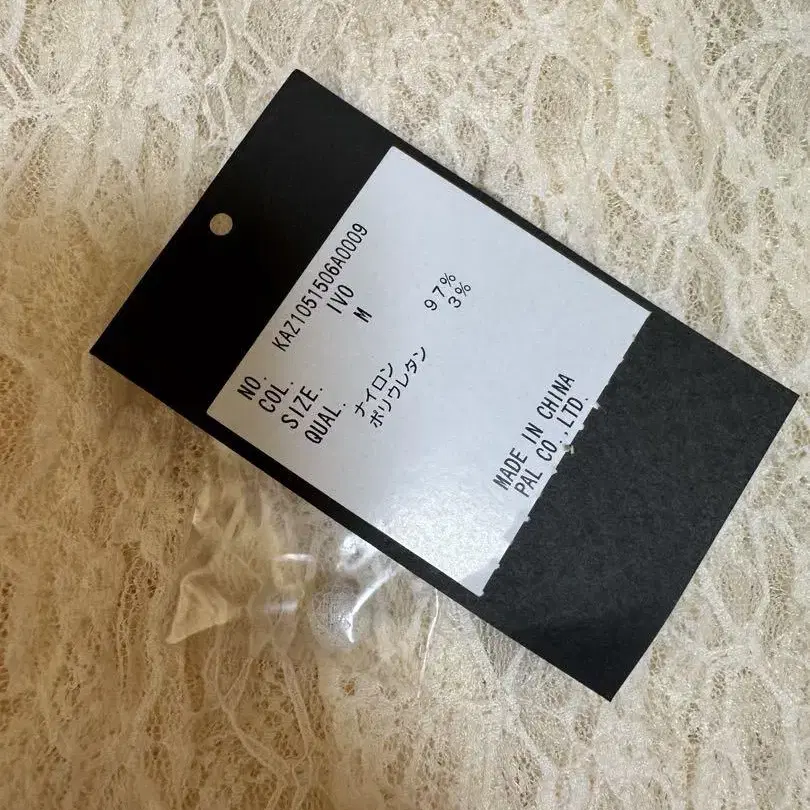 NO. KAZ1051506A0009
COL. IVO
SIZE. M
QUAL. ナイロン 97%
ポリウレタン 3%
MADE IN CHINA
PAL CO.,LTD.